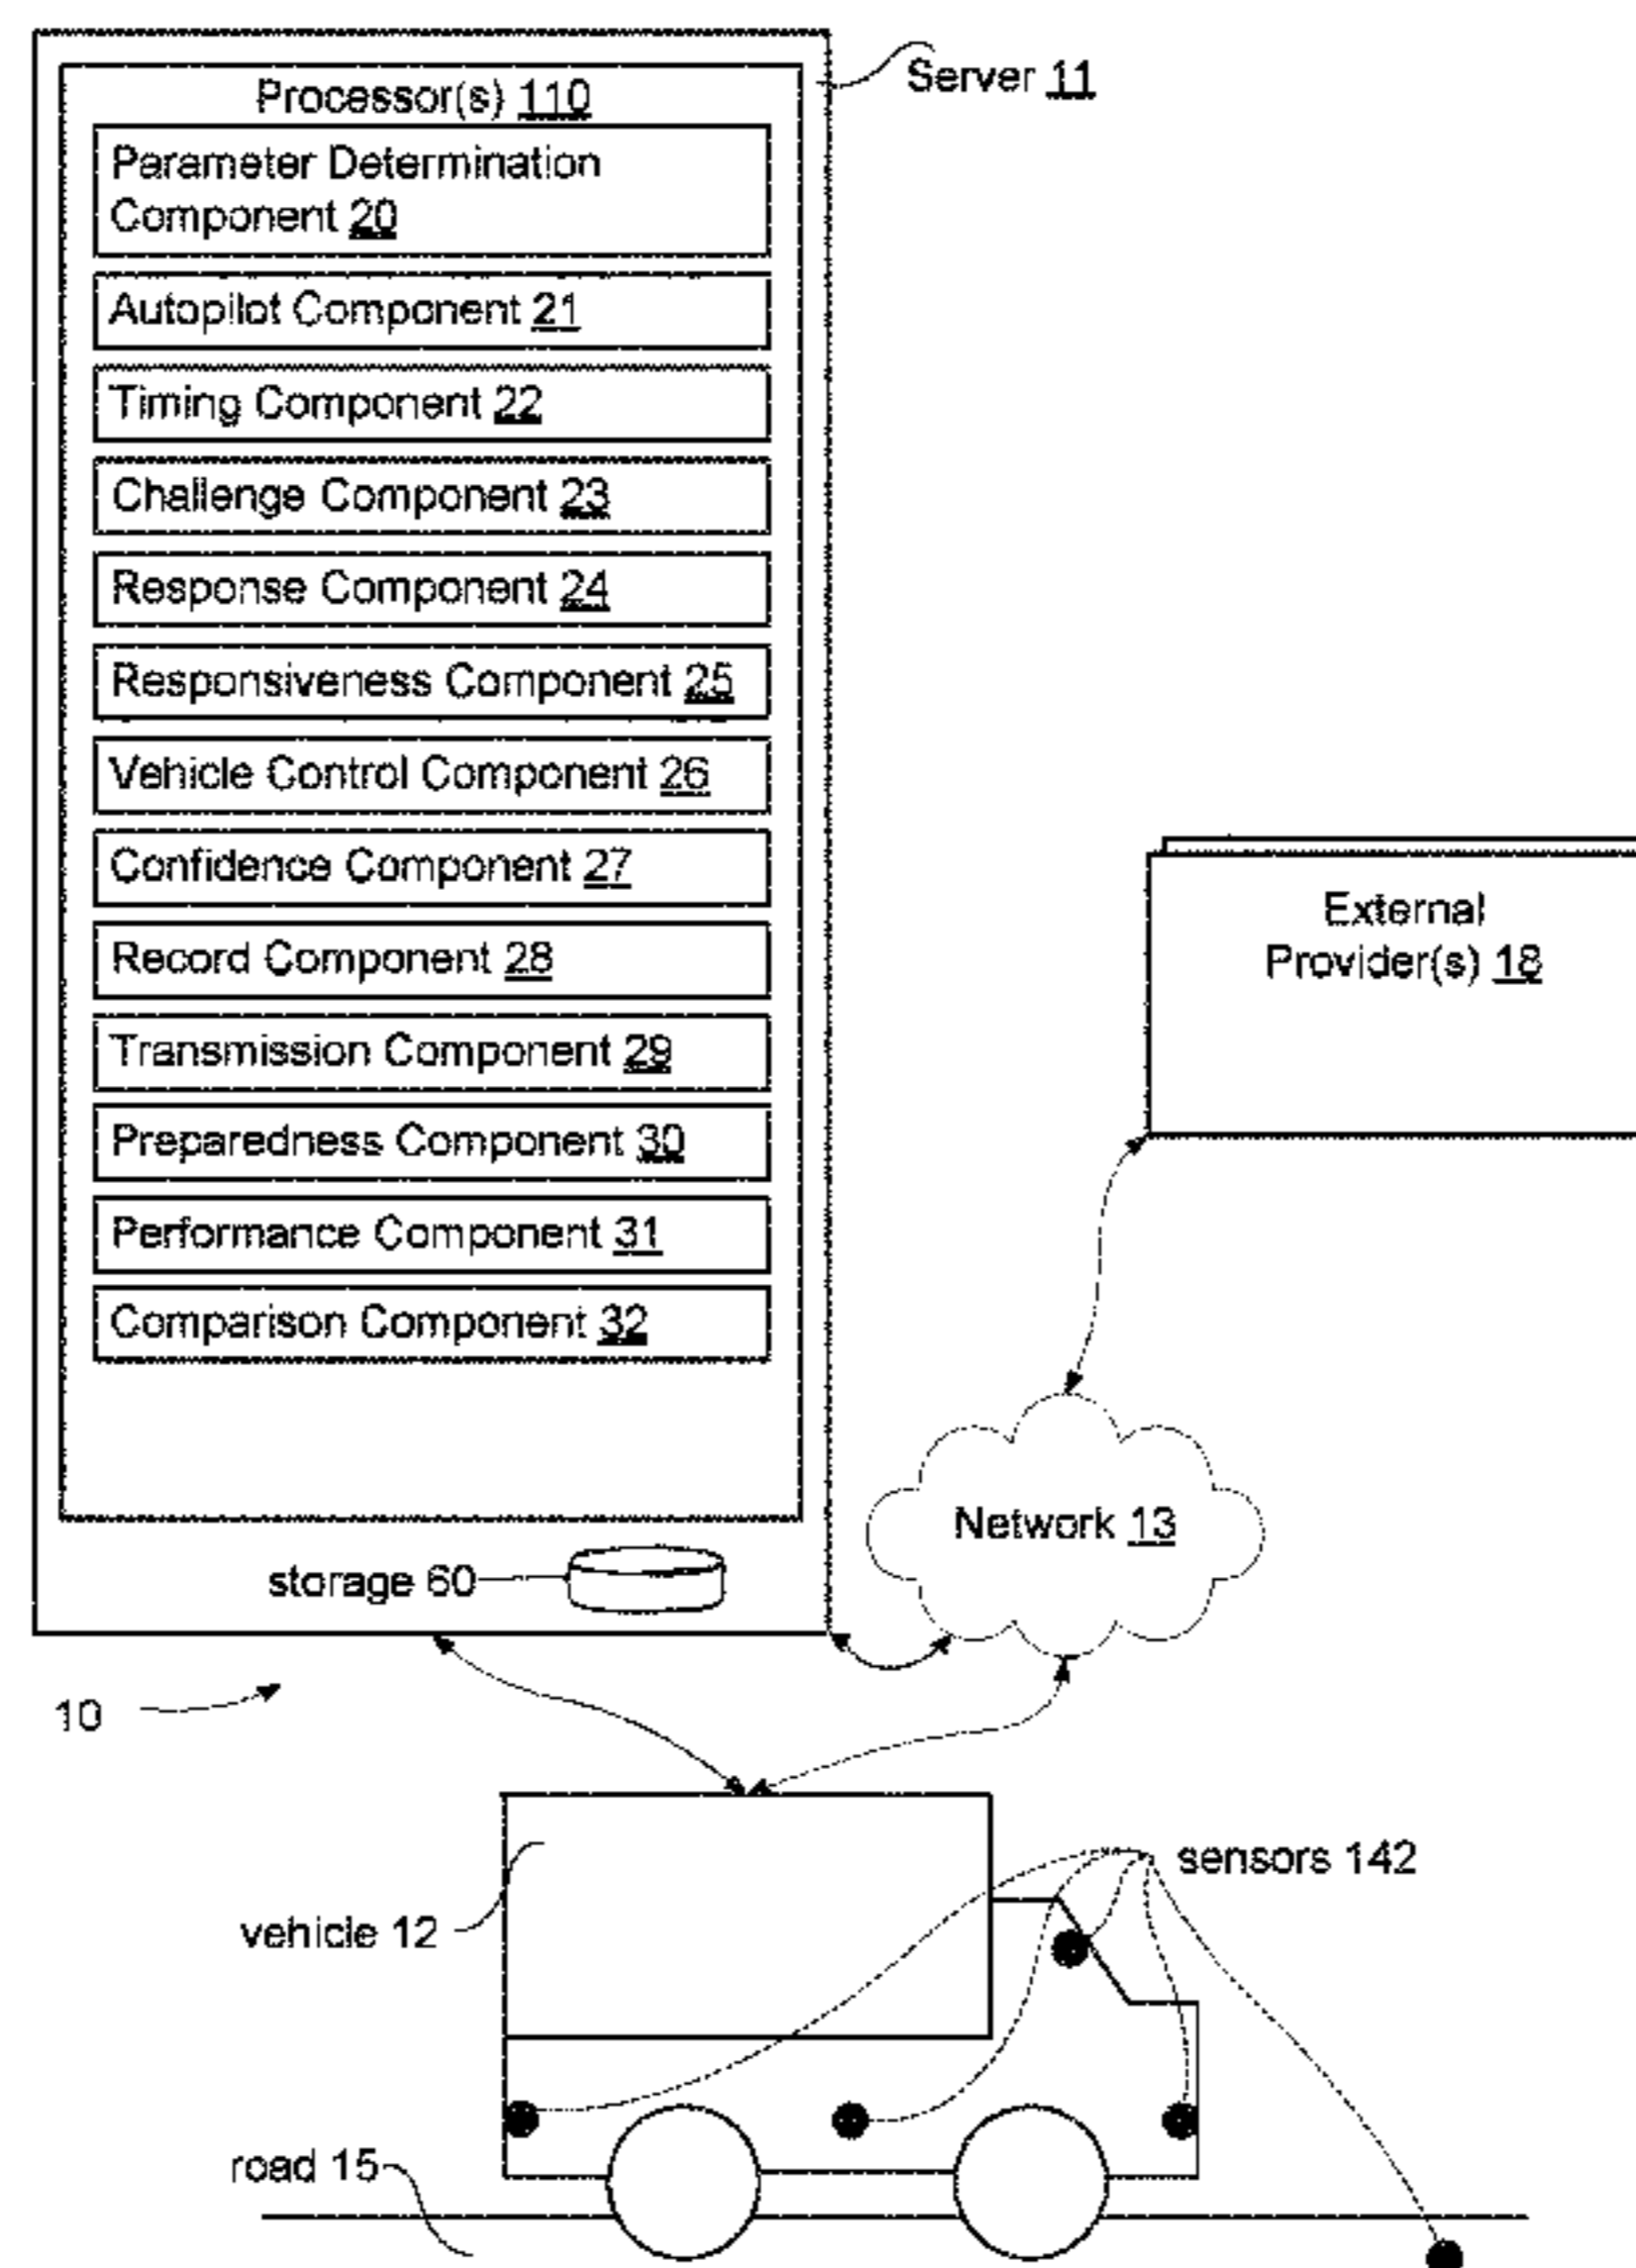 Processor(s) 110
Server 11
Parameter Determination
Component 20
Autopilot Component 21
Timing Component 22
Challenge Component 23
Response Component 24
Responsiveness Component 25
Vehicle Control Component 26
Confidence Component 27
Record Component 28
Transmission Component 29
Preparedness Component 30
Performance Component 31
Comparison Component 32
External
Provider(s) 18
Network 13
storage 60
10
sensors 142
vehicle 12
road 15